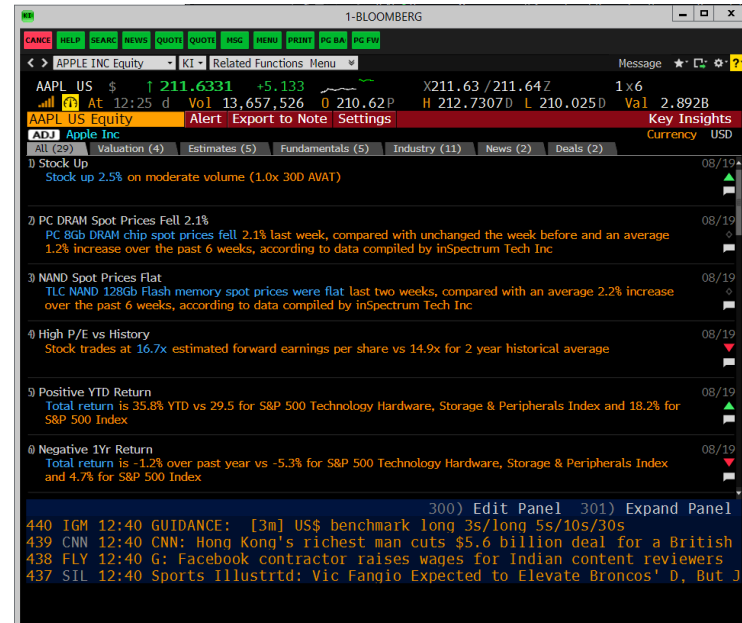 1-BLOOMBERG
CANCE HELP SEARC NEWS QUOTE QUOTE MSG MENU PRINT PG BA PG FW
< > APPLE INC Equity KI Related Functions Menu Message
AAPL US $ ↑ 211.6331 +5.133 X211.63 /211.64Z 1x6
At 12:25 d Vol 13,657,526 O 210.62P H 212.7307D L 210.025D Val 2.892B
AAPL US Equity Alert Export to Note Settings Key Insights
ADJ Apple Inc Currency USD
All (29) Valuation (4) Estimates (5) Fundamentals (5) Industry (11) News (2) Deals (2)
1) Stock Up 08/19
Stock up 2.5% on moderate volume (1.0x 30D AVAT)
2) PC DRAM Spot Prices Fell 2.1% 08/19
PC 8Gb DRAM chip spot prices fell 2.1% last week, compared with unchanged the week before and an average
1.2% increase over the past 6 weeks, according to data compiled by inSpectrum Tech Inc
3) NAND Spot Prices Flat 08/19
TLC NAND 128Gb Flash memory spot prices were flat last two weeks, compared with an average 2.2% increase
over the past 6 weeks, according to data compiled by inSpectrum Tech Inc
4) High P/E vs History 08/19
Stock trades at 16.7x estimated forward earnings per share vs 14.9x for 2 year historical average
5) Positive YTD Return 08/19
Total return is 35.8% YTD vs 29.5 for S&P 500 Technology Hardware, Storage & Peripherals Index and 18.2% for
S&P 500 Index
6) Negative 1Yr Return 08/19
Total return is -1.2% over past year vs -5.3% for S&P 500 Technology Hardware, Storage & Peripherals Index
and 4.7% for S&P 500 Index
300) Edit Panel 301) Expand Panel
440 IGM 12:40 GUIDANCE: [3m] US$ benchmark long 3s/long 5s/10s/30s
439 CNN 12:40 CNN: Hong Kong's richest man cuts $5.6 billion deal for a British
438 FLY 12:40 G: Facebook contractor raises wages for Indian content reviewers
437 SIL 12:40 Sports Illustrtd: Vic Fangio Expected to Elevate Broncos' D, But J